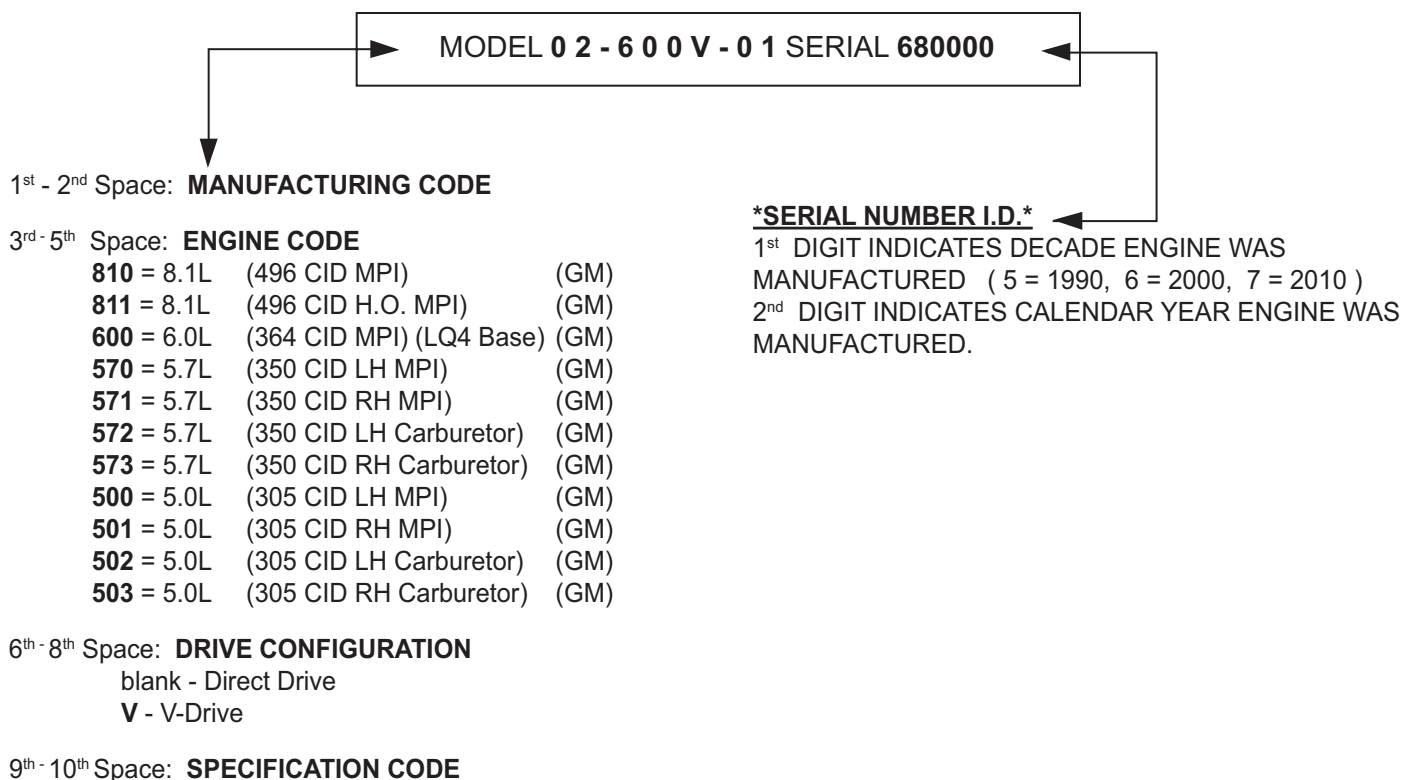 MODEL 0 2 - 6 0 0 V - 0 1 SERIAL 680000
1st - 2nd Space: MANUFACTURING CODE
3rd - 5th Space: ENGINE CODE
810 = 8.1L (496 CID MPI) (GM)
811 = 8.1L (496 CID H.O. MPI) (GM)
600 = 6.0L (364 CID MPI) (LQ4 Base) (GM)
570 = 5.7L (350 CID LH MPI) (GM)
571 = 5.7L (350 CID RH MPI) (GM)
572 = 5.7L (350 CID LH Carburetor) (GM)
573 = 5.7L (350 CID RH Carburetor) (GM)
500 = 5.0L (305 CID LH MPI) (GM)
501 = 5.0L (305 CID RH MPI) (GM)
502 = 5.0L (305 CID LH Carburetor) (GM)
503 = 5.0L (305 CID RH Carburetor) (GM)
6th - 8th Space: DRIVE CONFIGURATION
blank - Direct Drive
V - V-Drive
9th - 10th Space: SPECIFICATION CODE
*SERIAL NUMBER I.D.*
1st DIGIT INDICATES DECADE ENGINE WAS
MANUFACTURED ( 5 = 1990, 6 = 2000, 7 = 2010 )
2nd DIGIT INDICATES CALENDAR YEAR ENGINE WAS
MANUFACTURED.